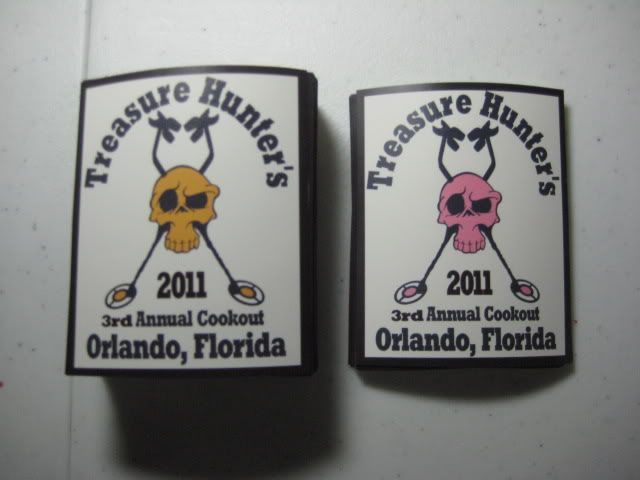 Treasure Hunter's
2011
3rd Annual Cookout
Orlando, Florida
Treasure Hunter's
2011
3rd Annual Cookout
Orlando, Florida